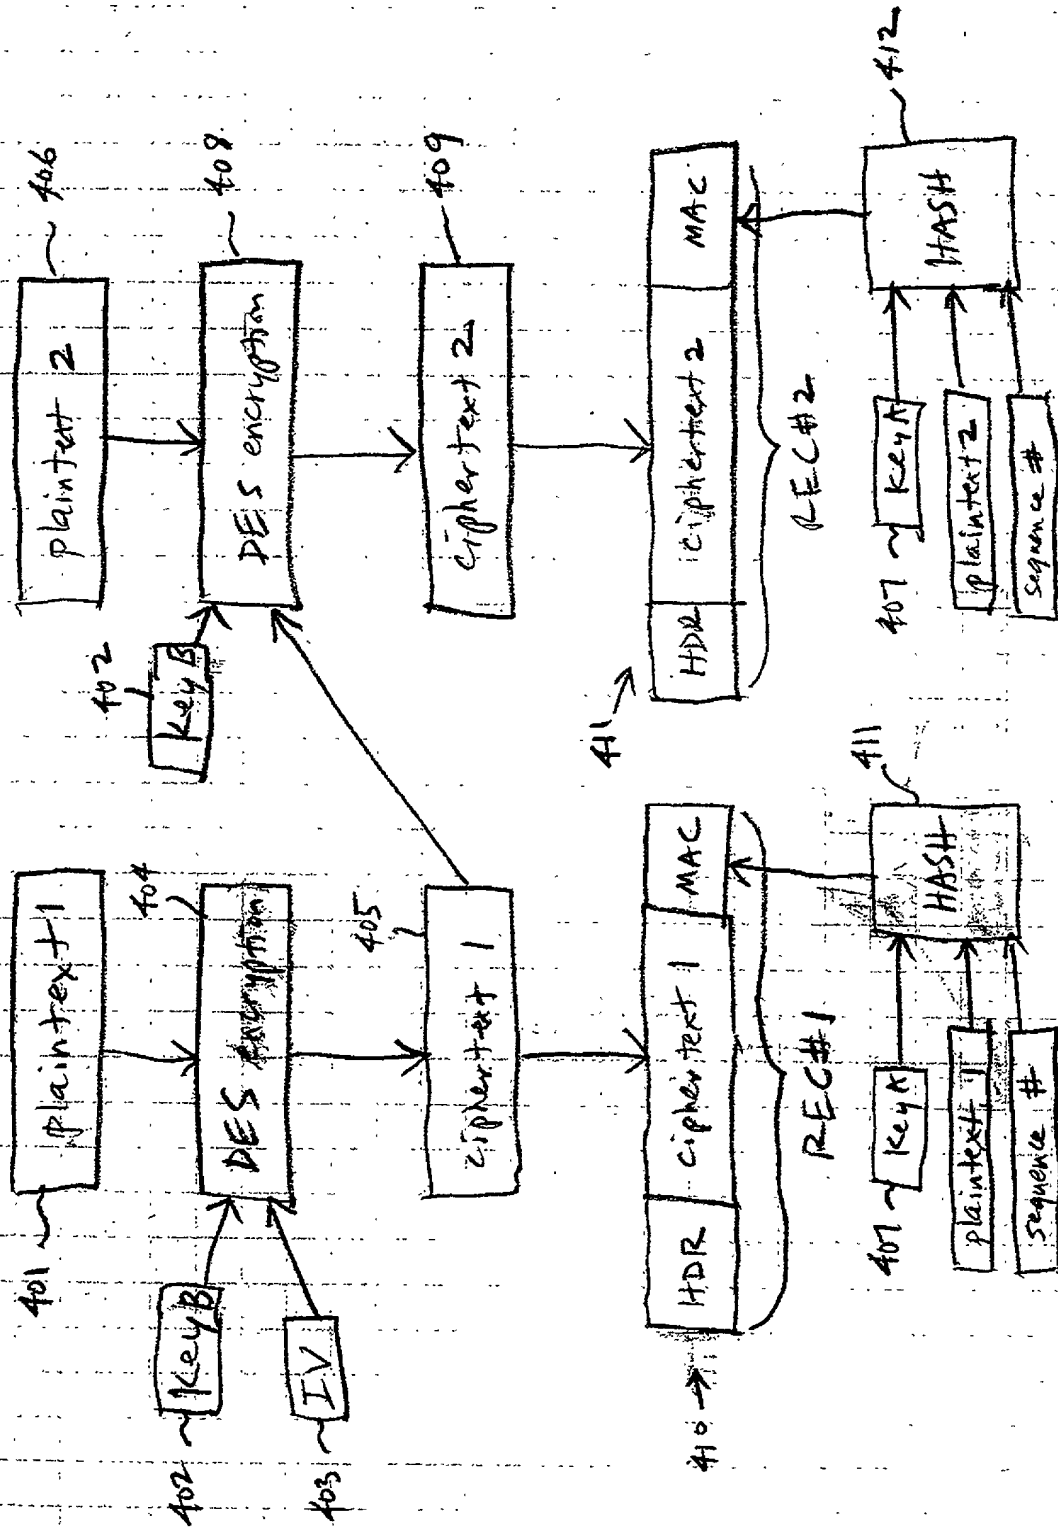 401
plaintext 1
plaintext 2
406
402
Key B
404
DES encryption
402
Key B
DES encryption
408
403
IV
405
ciphertext 1
ciphertext 2
409
410
HDR
ciphertext 1
MAC
411
HDR
ciphertext 2
MAC
REC#1
REC#2
407
Key A
plaintext 1
sequence #
HASH
411
407
Key A
plaintext 2
sequence #
HASH
412